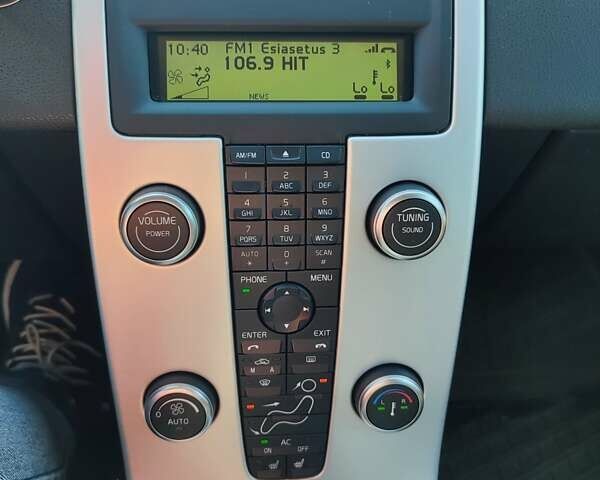 10:40 FM1 Esiasetus 3
106.9 HIT
Lo Lo
NEWS
AM/FM CD
1 2 ABC 3 DEF
4 GHI 5 JKL 6 MNO
7 PQRS 8 TUV 9 WXYZ
AUTO * 0 + SCAN #
VOLUME
POWER
TUNING
SOUND
PHONE MENU
ENTER EXIT
M A
0 AUTO
L R
AC
ON OFF